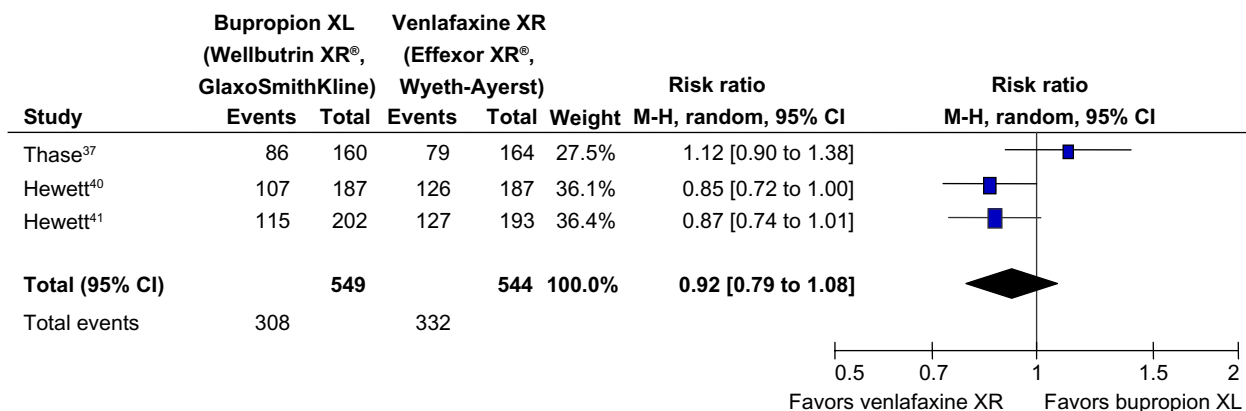 Bupropion XL Venlafaxine XR
(Wellbutrin XR®, (Effexor XR®,
GlaxoSmithKline) Wyeth-Ayerst) Risk ratio Risk ratio
Study Events Total Events Total Weight M-H, random, 95% CI M-H, random, 95% CI
Thase37 86 160 79 164 27.5% 1.12 [0.90 to 1.38]
Hewett40 107 187 126 187 36.1% 0.85 [0.72 to 1.00]
Hewett41 115 202 127 193 36.4% 0.87 [0.74 to 1.01]
Total (95% CI) 549 544 100.0% 0.92 [0.79 to 1.08]
Total events 308 332
0.5 0.7 1 1.5 2
Favors venlafaxine XR Favors bupropion XL